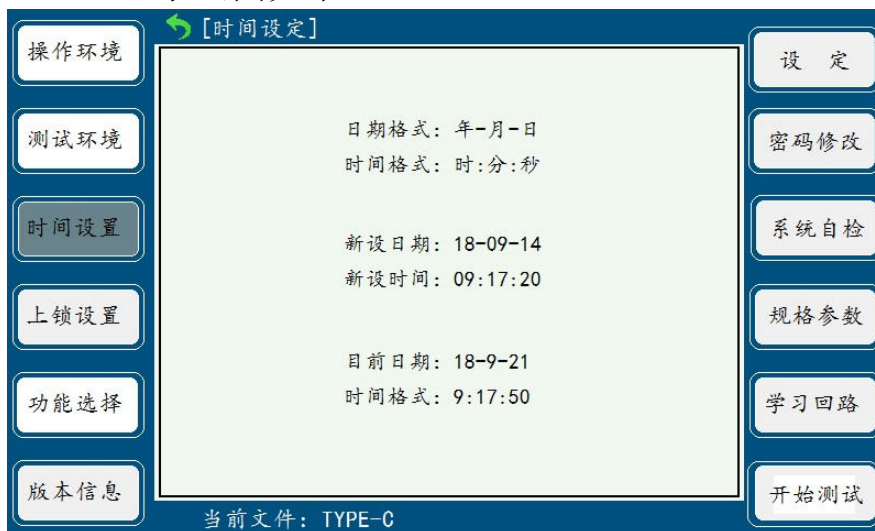 [时间设定]
操作环境
测试环境
时间设置
上锁设置
功能选择
版本信息
日期格式: 年-月-日
时间格式: 时:分:秒
新设日期: 18-09-14
新设时间: 09:17:20
目前日期: 18-9-21
时间格式: 9:17:50
设 定
密码修改
系统自检
规格参数
学习回路
开始测试
当前文件: TYPE-C